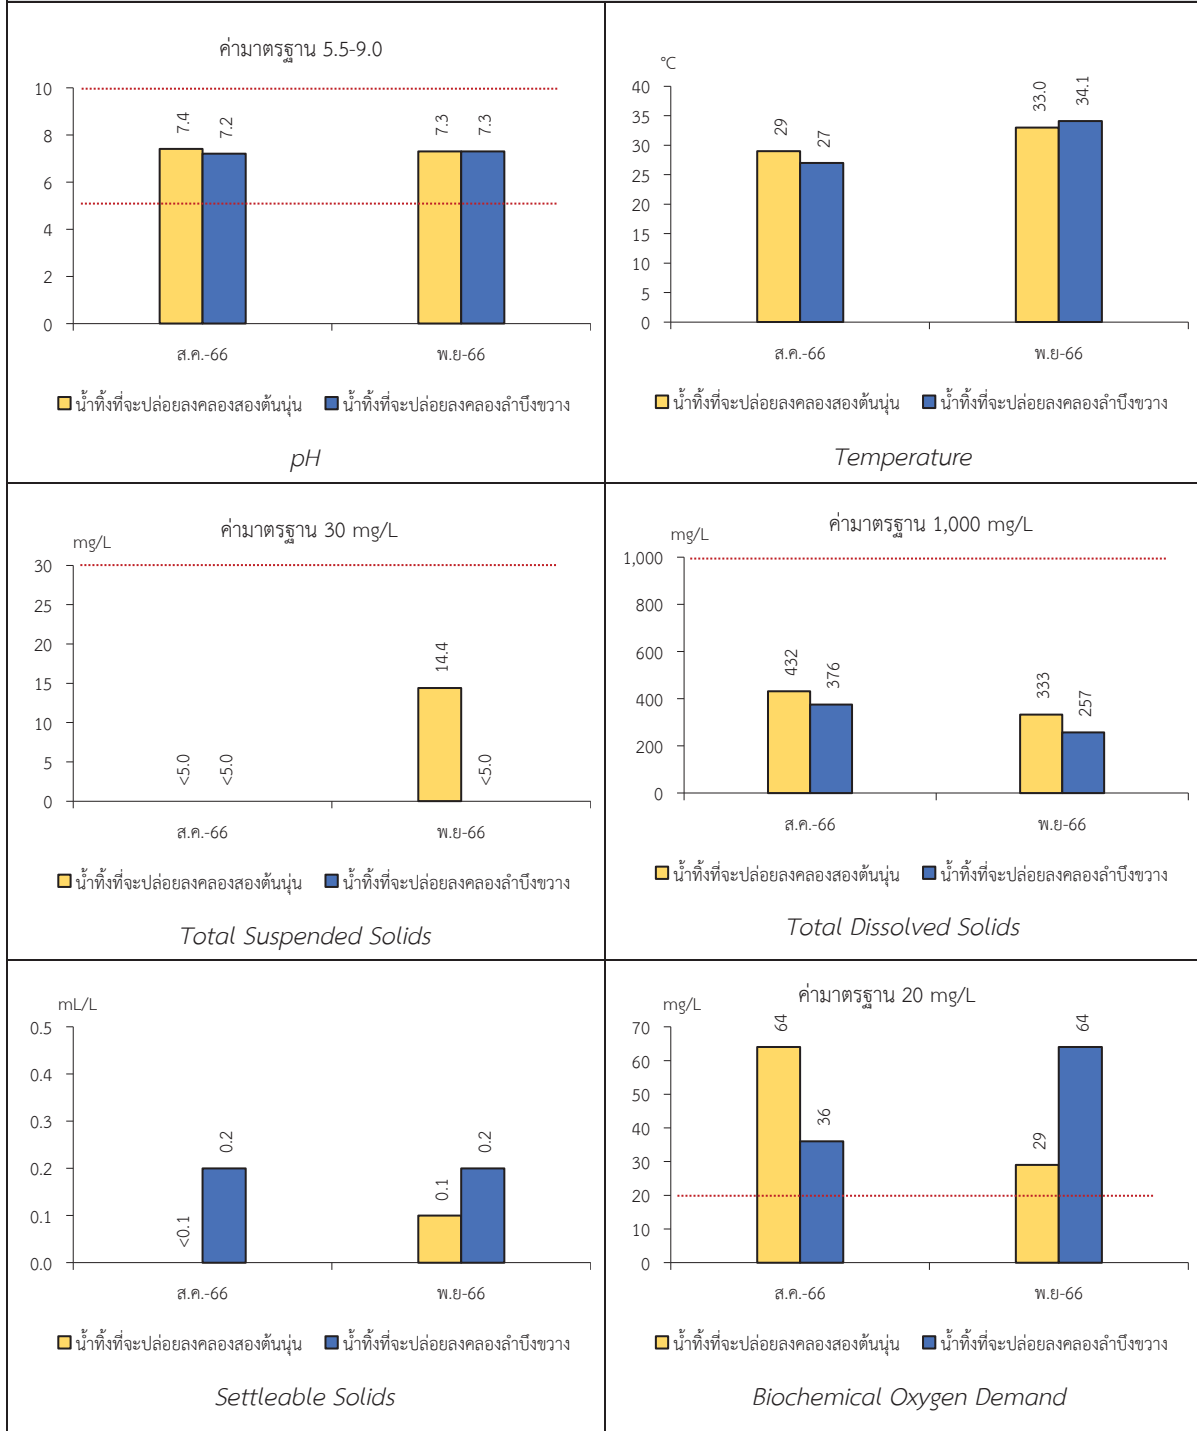 ค่ามาตรฐาน 5.5-9.0
10
8
6
4
2
0
7.4
7.2
7.3
7.3
ส.ค.-66
พ.ย-66
น้ำทิ้งที่จะปล่อยลงคลองสองต้นนุ่น
น้ำทิ้งที่จะปล่อยลงคลองลำบึงขวาง
pH
°C
40
35
30
25
20
15
10
5
0
29
27
33.0
34.1
ส.ค.-66
พ.ย-66
น้ำทิ้งที่จะปล่อยลงคลองสองต้นนุ่น
น้ำทิ้งที่จะปล่อยลงคลองลำบึงขวาง
Temperature
ค่ามาตรฐาน 30 mg/L
mg/L
30
25
20
15
10
5
0
<5.0
<5.0
14.4
<5.0
ส.ค.-66
พ.ย-66
น้ำทิ้งที่จะปล่อยลงคลองสองต้นนุ่น
น้ำทิ้งที่จะปล่อยลงคลองลำบึงขวาง
Total Suspended Solids
ค่ามาตรฐาน 1,000 mg/L
mg/L
1,000
800
600
400
200
0
432
376
333
257
ส.ค.-66
พ.ย-66
น้ำทิ้งที่จะปล่อยลงคลองสองต้นนุ่น
น้ำทิ้งที่จะปล่อยลงคลองลำบึงขวาง
Total Dissolved Solids
mL/L
0.5
0.4
0.3
0.2
0.1
0.0
<0.1
0.2
0.1
0.2
ส.ค.-66
พ.ย-66
น้ำทิ้งที่จะปล่อยลงคลองสองต้นนุ่น
น้ำทิ้งที่จะปล่อยลงคลองลำบึงขวาง
Settleable Solids
ค่ามาตรฐาน 20 mg/L
mg/L
70
60
50
40
30
20
10
0
64
36
29
64
ส.ค.-66
พ.ย-66
น้ำทิ้งที่จะปล่อยลงคลองสองต้นนุ่น
น้ำทิ้งที่จะปล่อยลงคลองลำบึงขวาง
Biochemical Oxygen Demand